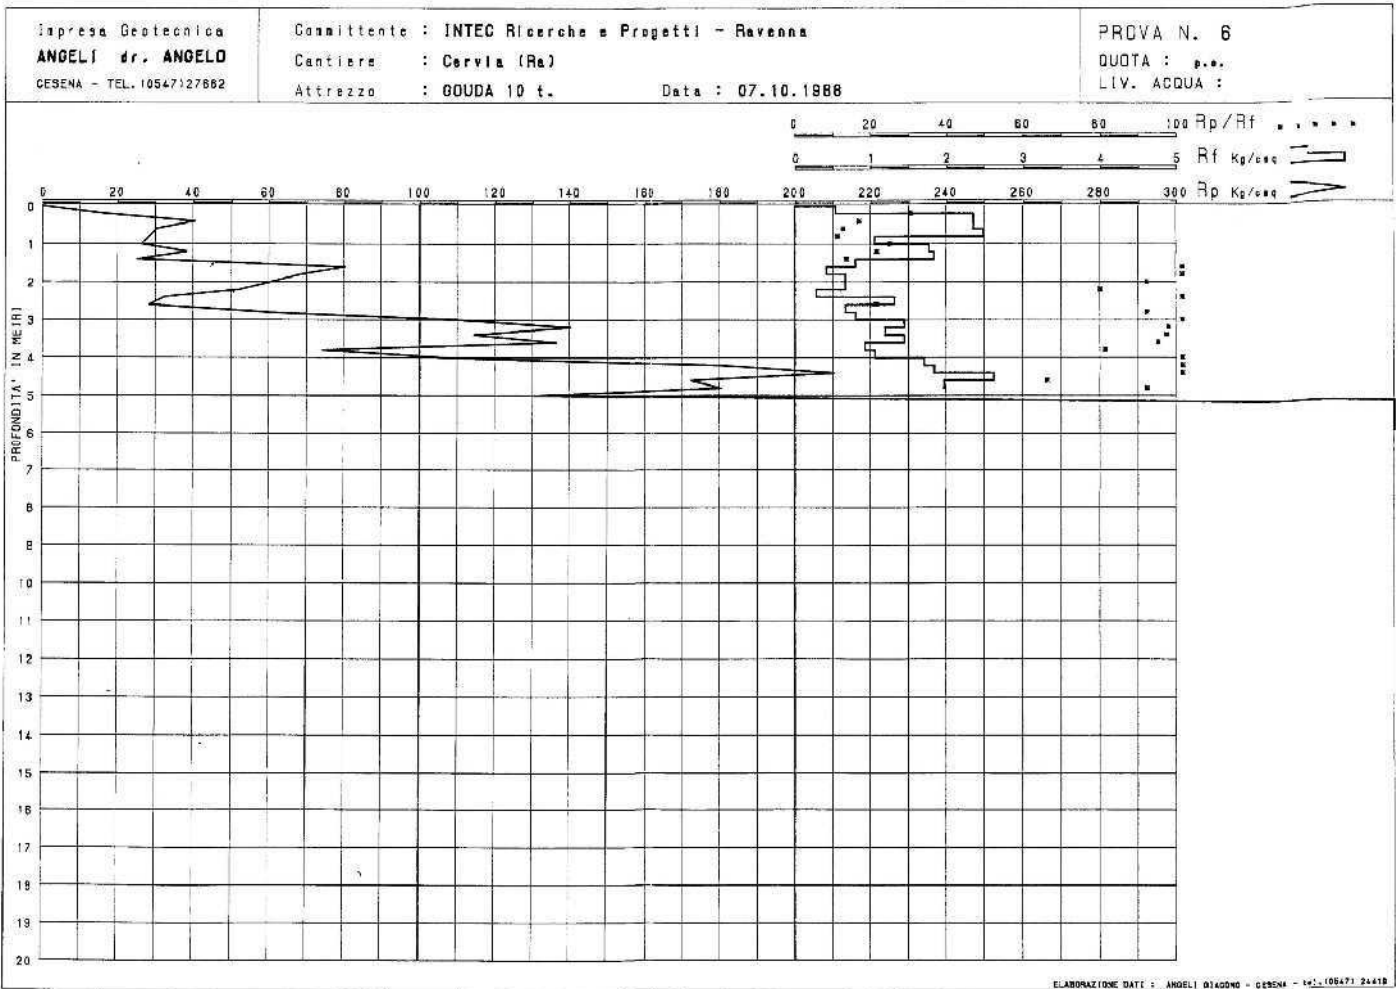 Impresa Geotecnica
ANGELI dr. ANGELO
CESENA - TEL. (0547)27662
Committente : INTEC Ricerche e Progetti - Ravenna
Cantiere : Cervia (Ra)
Attrezzo : GOUDA 10 t. Data : 07.10.1988
PROVA N. 6
QUOTA : p.c.
LIV. ACQUA :
0 20 40 60 80 100 Rp/Rf
0 1 2 3 4 5 Rf Kg/cmq
0 20 40 60 80 100 120 140 160 180 200 220 240 260 280 300 Rp Kg/cmq
PROFONDITA' IN METRI
0
1
2
3
4
5
6
7
8
9
10
11
12
13
14
15
16
17
18
19
20
ELABORAZIONE DATI : ANGELI GIACOMO - CESENA - tel. (0547) 24419